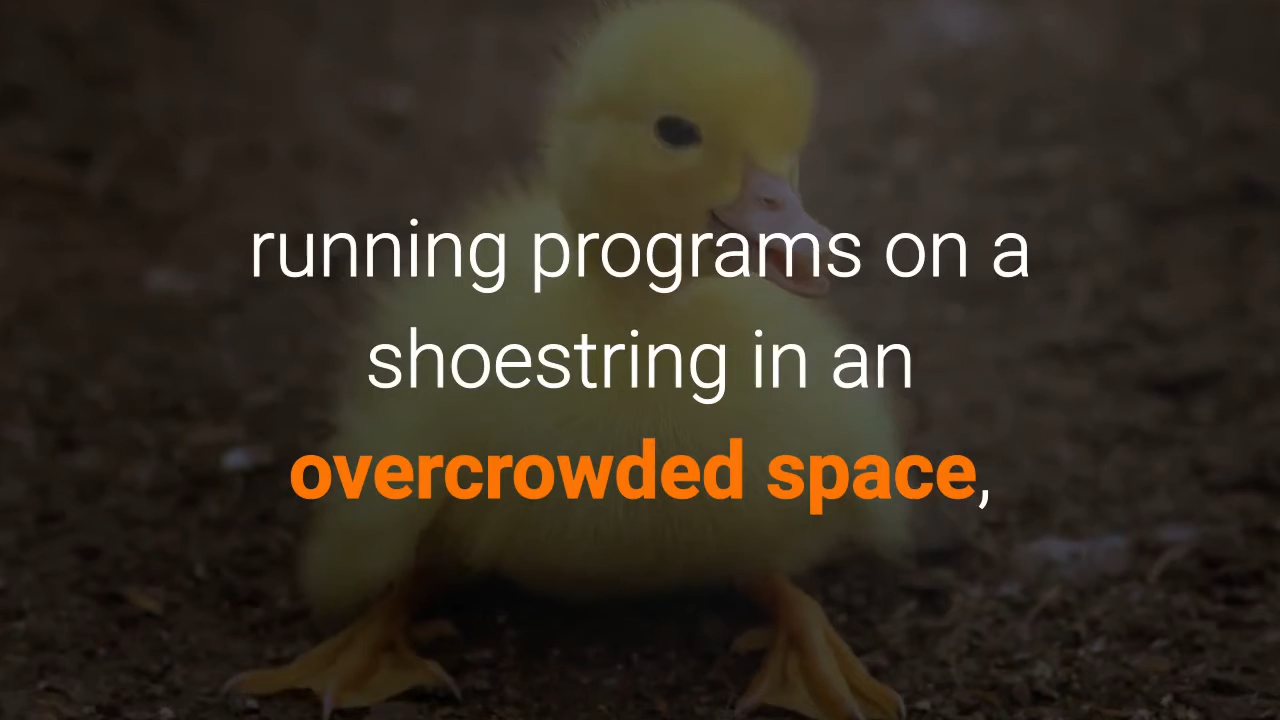 running programs on a
shoestring in an
overcrowded space,